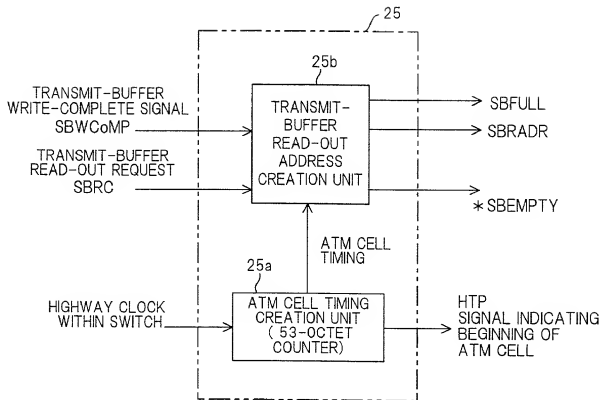 25
25b
TRANSMIT-BUFFER
WRITE-COMPLETE SIGNAL
SBWCoMP
TRANSMIT-BUFFER
READ-OUT REQUEST
SBRC
TRANSMIT-
BUFFER
READ-OUT
ADDRESS
CREATION UNIT
SBFULL
SBRADR
*SBEMPTY
ATM CELL
TIMING
25a
HIGHWAY CLOCK
WITHIN SWITCH
ATM CELL TIMING
CREATION UNIT
( 53-OCTET
COUNTER)
HTP
SIGNAL INDICATING
BEGINNING OF
ATM CELL